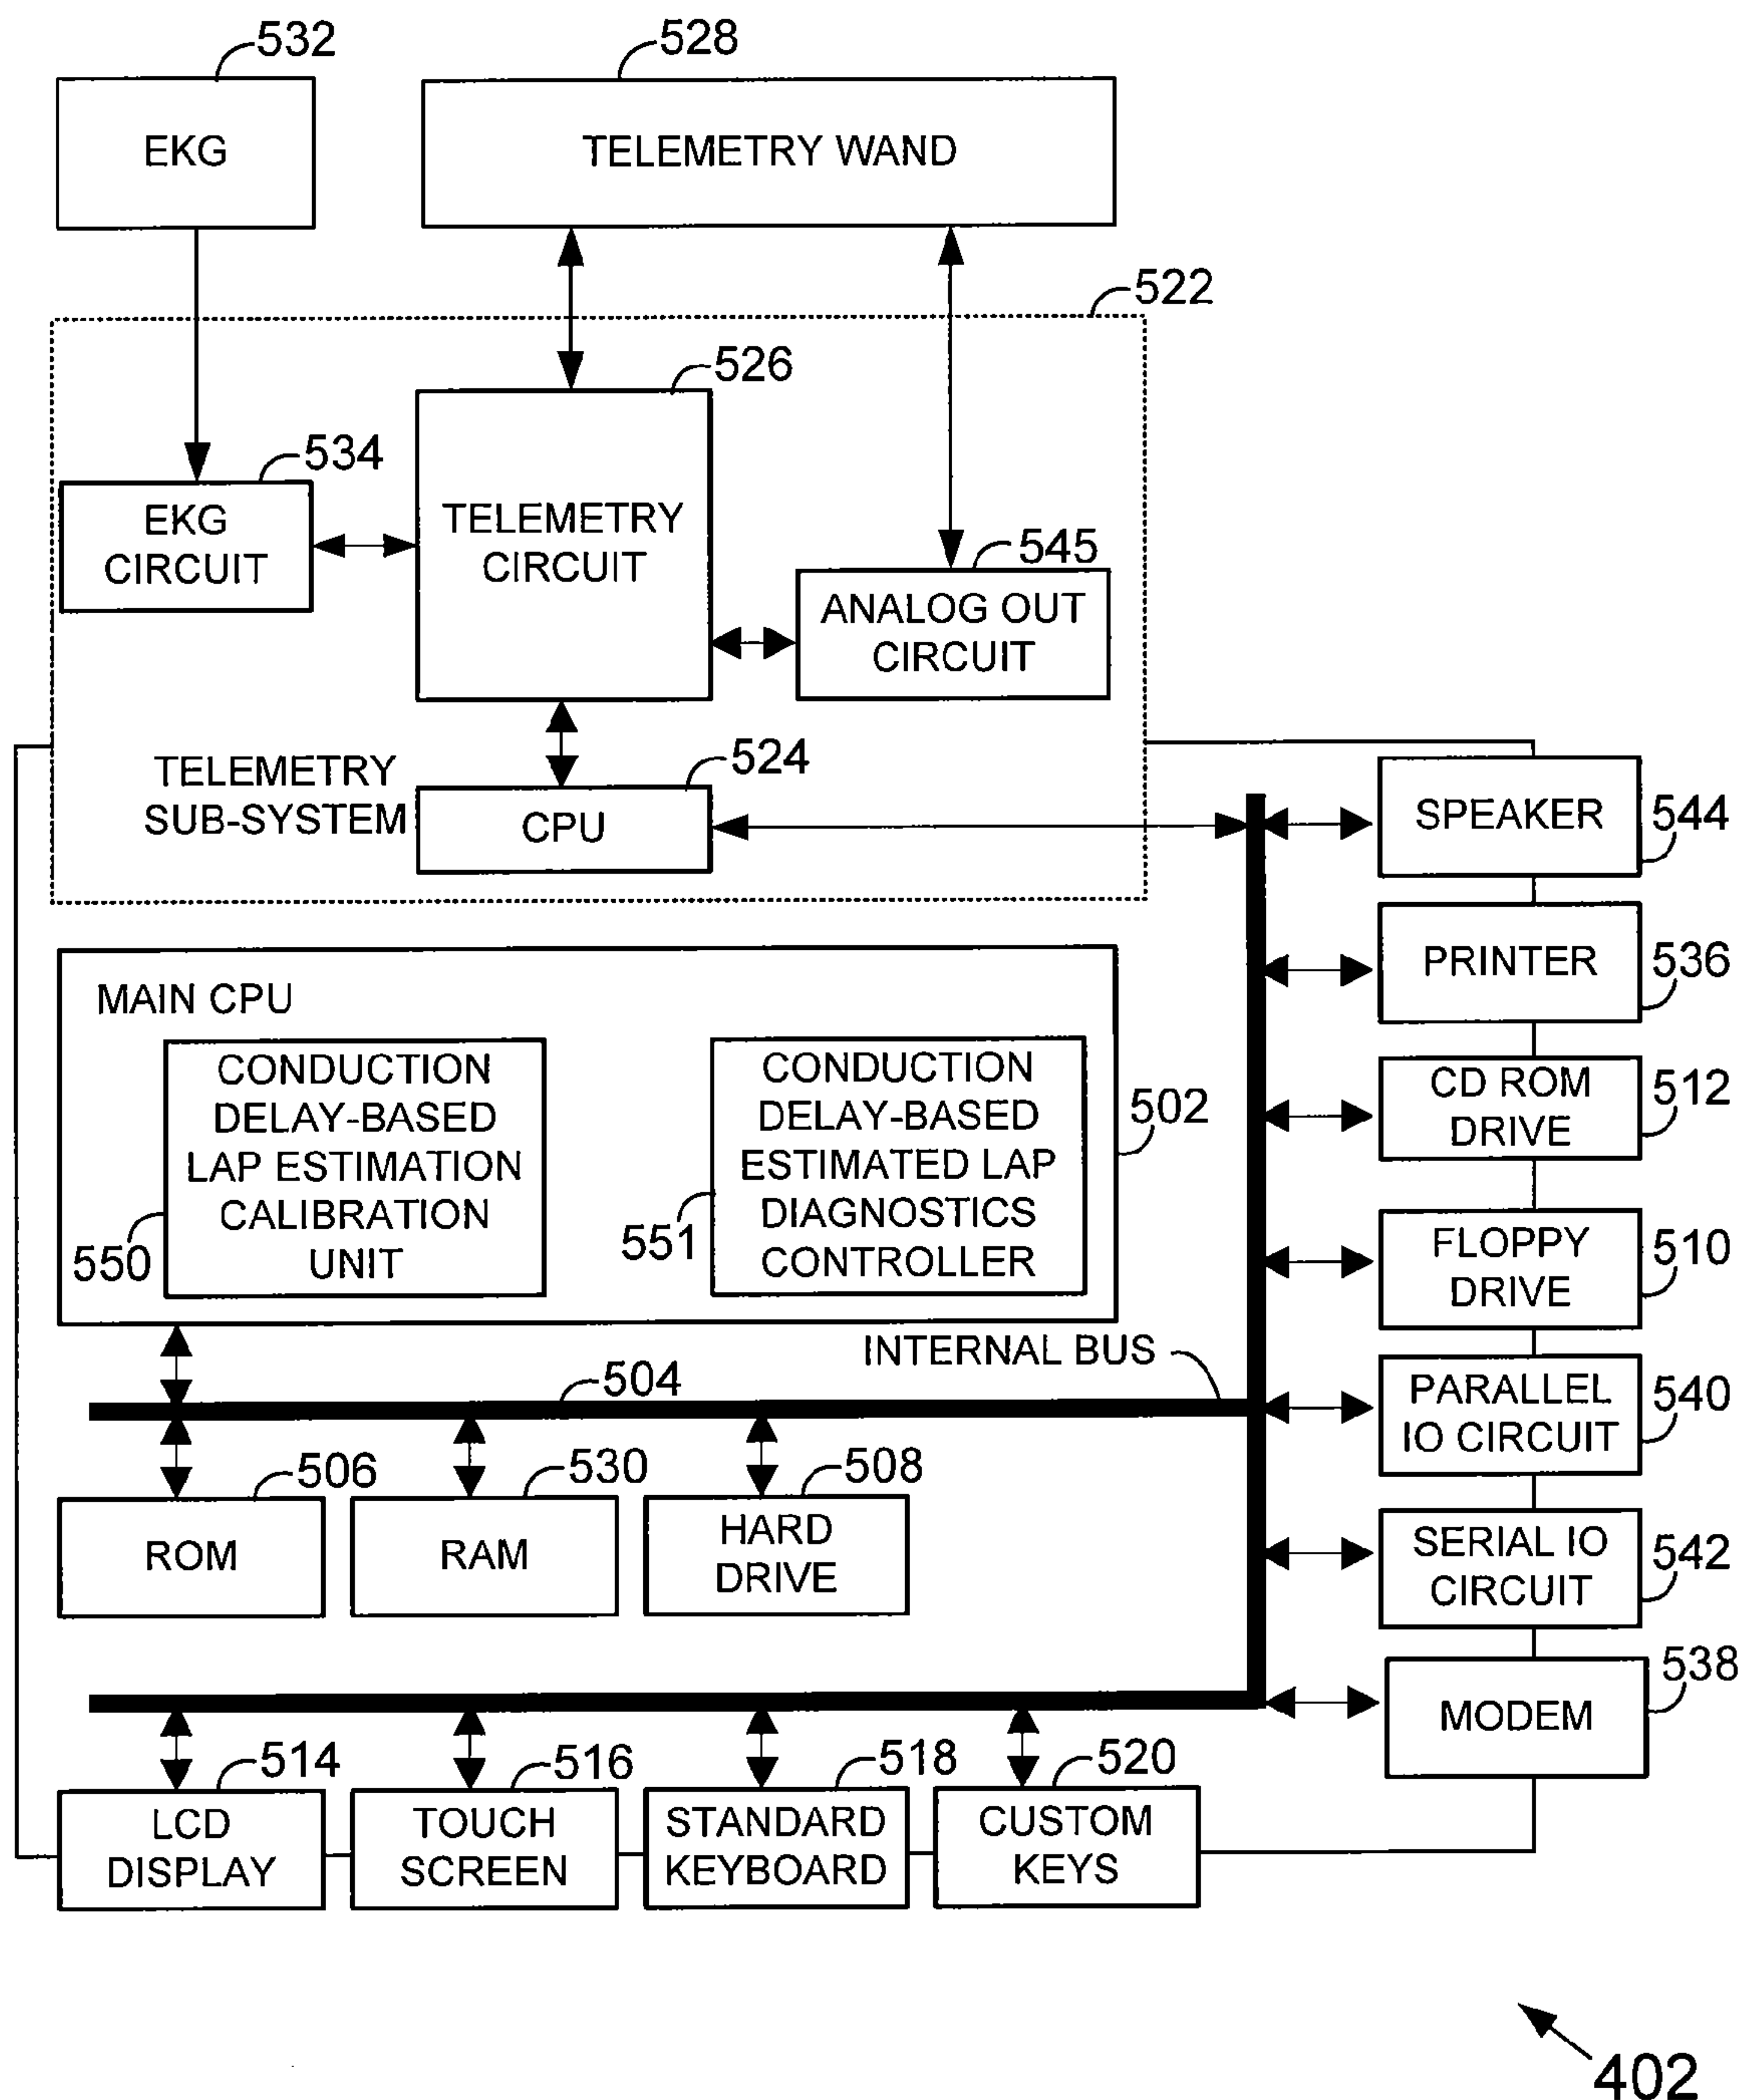 532
528
EKG
TELEMETRY WAND
522
526
534
EKG
CIRCUIT
TELEMETRY
CIRCUIT
545
ANALOG OUT
CIRCUIT
524
TELEMETRY
SUB-SYSTEM
CPU
SPEAKER
544
PRINTER
536
MAIN CPU
CONDUCTION
DELAY-BASED
LAP ESTIMATION
CALIBRATION
UNIT
550
CONDUCTION
DELAY-BASED
ESTIMATED LAP
DIAGNOSTICS
CONTROLLER
551
502
CD ROM
DRIVE
512
FLOPPY
DRIVE
510
INTERNAL BUS
504
PARALLEL
IO CIRCUIT
540
506
530
508
ROM
RAM
HARD
DRIVE
SERIAL IO
CIRCUIT
542
MODEM
538
514
516
518
520
LCD
DISPLAY
TOUCH
SCREEN
STANDARD
KEYBOARD
CUSTOM
KEYS
402